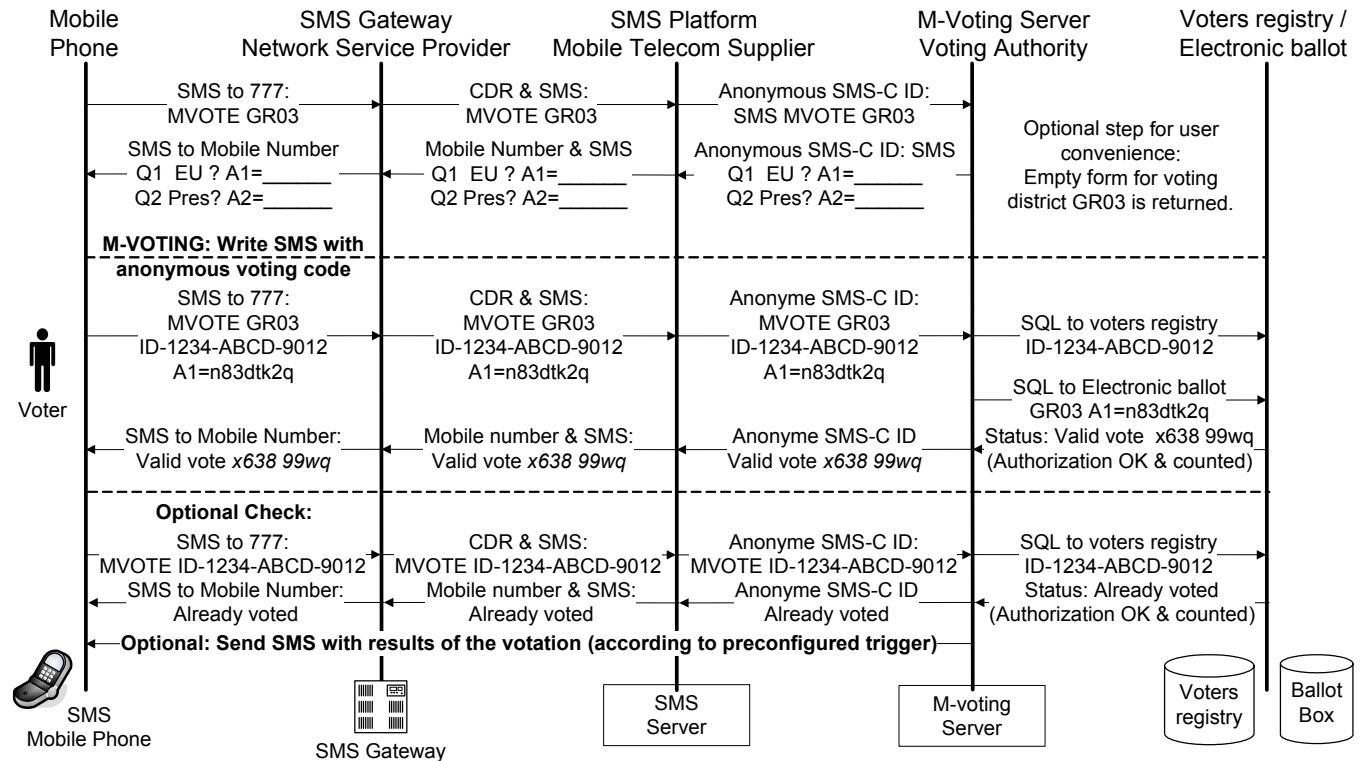 Mobile
Phone
SMS Gateway
Network Service Provider
SMS Platform
Mobile Telecom Supplier
M-Voting Server
Voting Authority
Voters registry /
Electronic ballot
SMS to 777:
MVOTE GR03
CDR & SMS:
MVOTE GR03
Anonymous SMS-C ID:
SMS MVOTE GR03
SMS to Mobile Number
Q1 EU ? A1=______
Q2 Pres? A2=______
Mobile Number & SMS
Q1 EU ? A1=______
Q2 Pres? A2=______
Anonymous SMS-C ID: SMS
Q1 EU ? A1=______
Q2 Pres? A2=______
Optional step for user
convenience:
Empty form for voting
district GR03 is returned.
M-VOTING: Write SMS with
anonymous voting code
SMS to 777:
MVOTE GR03
ID-1234-ABCD-9012
A1=n83dtk2q
CDR & SMS:
MVOTE GR03
ID-1234-ABCD-9012
A1=n83dtk2q
Anonyme SMS-C ID:
MVOTE GR03
ID-1234-ABCD-9012
A1=n83dtk2q
SQL to voters registry
ID-1234-ABCD-9012
Voter
SQL to Electronic ballot
GR03 A1=n83dtk2q
SMS to Mobile Number:
Valid vote x638 99wq
Mobile number & SMS:
Valid vote x638 99wq
Anonyme SMS-C ID
Valid vote x638 99wq
Status: Valid vote x638 99wq
(Authorization OK & counted)
Optional Check:
SMS to 777:
MVOTE ID-1234-ABCD-9012
CDR & SMS:
MVOTE ID-1234-ABCD-9012
Anonyme SMS-C ID:
MVOTE ID-1234-ABCD-9012
SQL to voters registry
ID-1234-ABCD-9012
SMS to Mobile Number:
Already voted
Mobile number & SMS:
Already voted
Anonyme SMS-C ID
Already voted
Status: Already voted
(Authorization OK & counted)
Optional: Send SMS with results of the votation (according to preconfigured trigger)
SMS
Mobile Phone
SMS Gateway
SMS
Server
M-voting
Server
Voters
registry
Ballot
Box